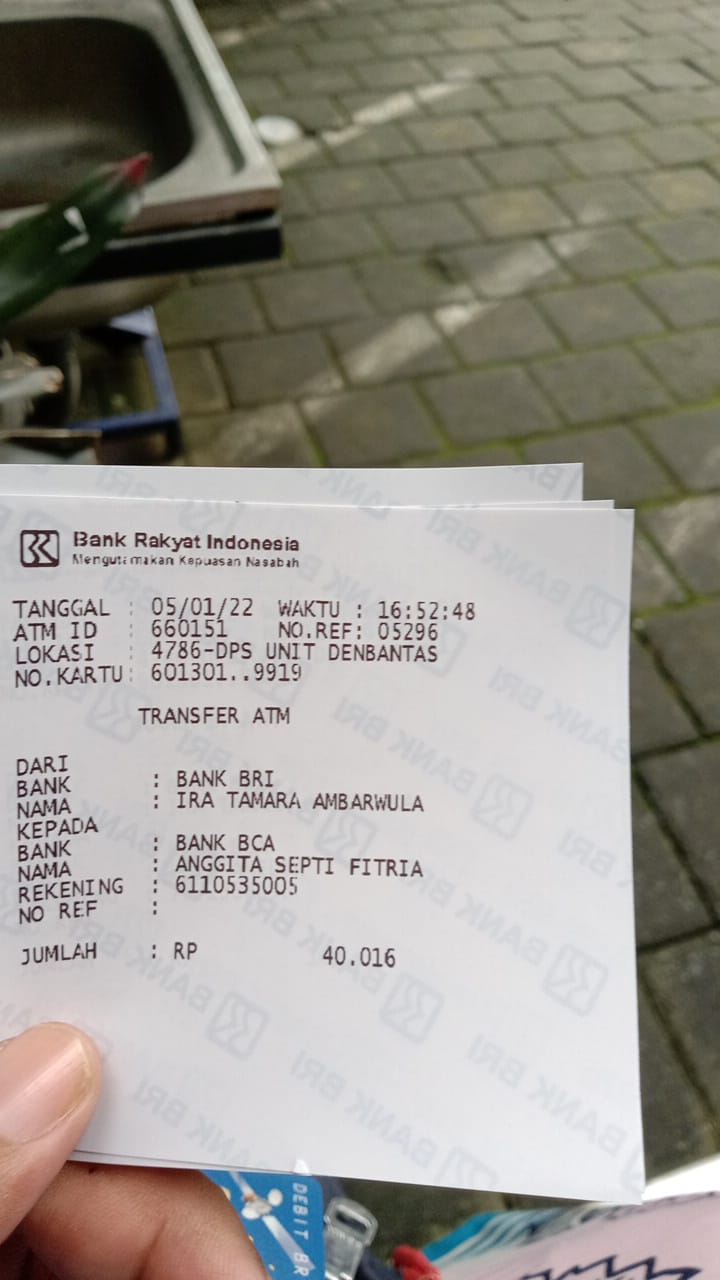 Bank Rakyat Indonesia
Mengutamakan Kepuasan Nasabah
TANGGAL : 05/01/22 WAKTU : 16:52:48
ATM ID : 660151 NO.REF: 05296
LOKASI : 4786-DPS UNIT DENBANTAS
NO.KARTU: 601301..9919
TRANSFER ATM
DARI
BANK : BANK BRI
NAMA : IRA TAMARA AMBARWULA
KEPADA
BANK : BANK BCA
NAMA : ANGGITA SEPTI FITRIA
REKENING : 6110535005
NO REF :
JUMLAH : RP 40.016
BANK BRI
DEBIT BR